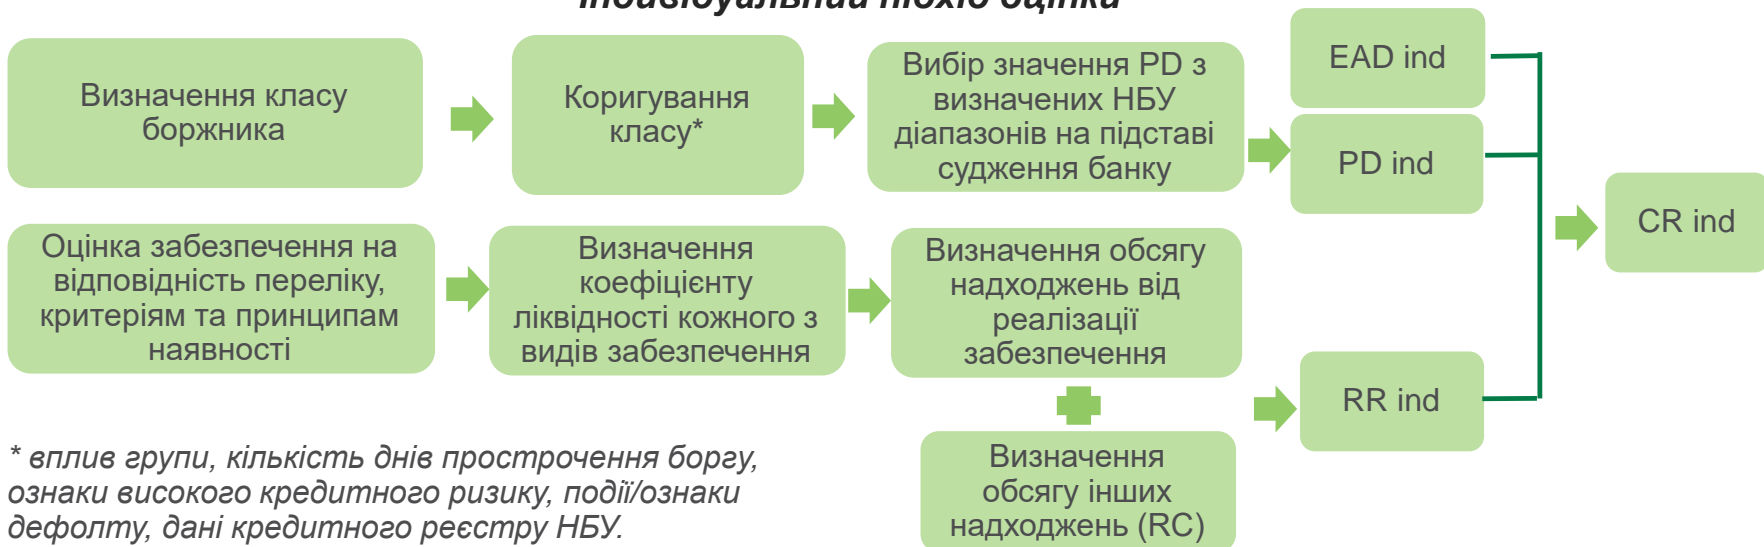 індивідуальний підхід оцінки
Визначення класу
боржника
Коригування
класу*
Вибір значення PD з
визначених НБУ
діапазонів на підставі
судження банку
EAD ind
PD ind
CR ind
Оцінка забезпечення на
відповідність переліку,
критеріям та принципам
наявності
Визначення
коефіцієнту
ліквідності кожного з
видів забезпечення
Визначення обсягу
надходжень від
реалізації
забезпечення
RR ind
Визначення
обсягу інших
надходжень (RC)
* вплив групи, кількість днів прострочення боргу,
ознаки високого кредитного ризику, події/ознаки
дефолту, дані кредитного реєстру НБУ.